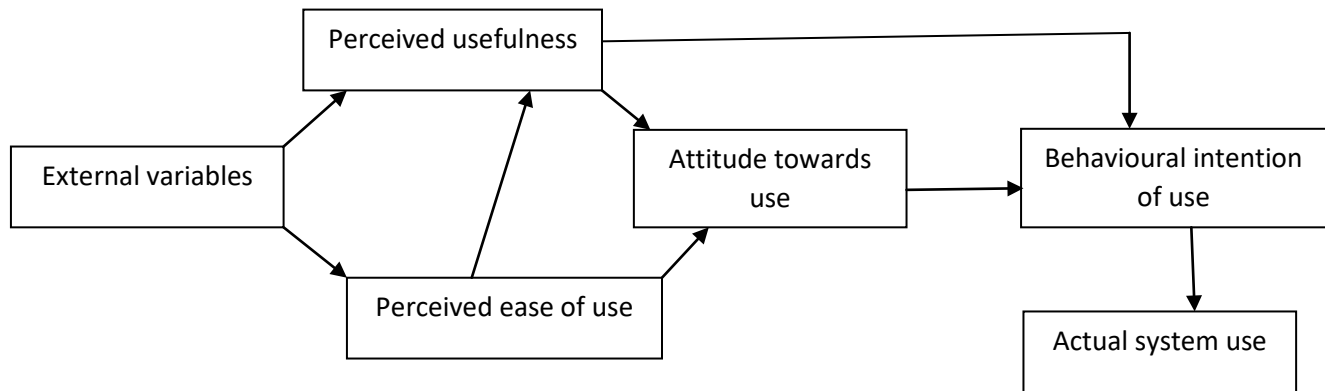 Perceived usefulness
External variables
Attitude towards
use
Behavioural intention
of use
Perceived ease of use
Actual system use